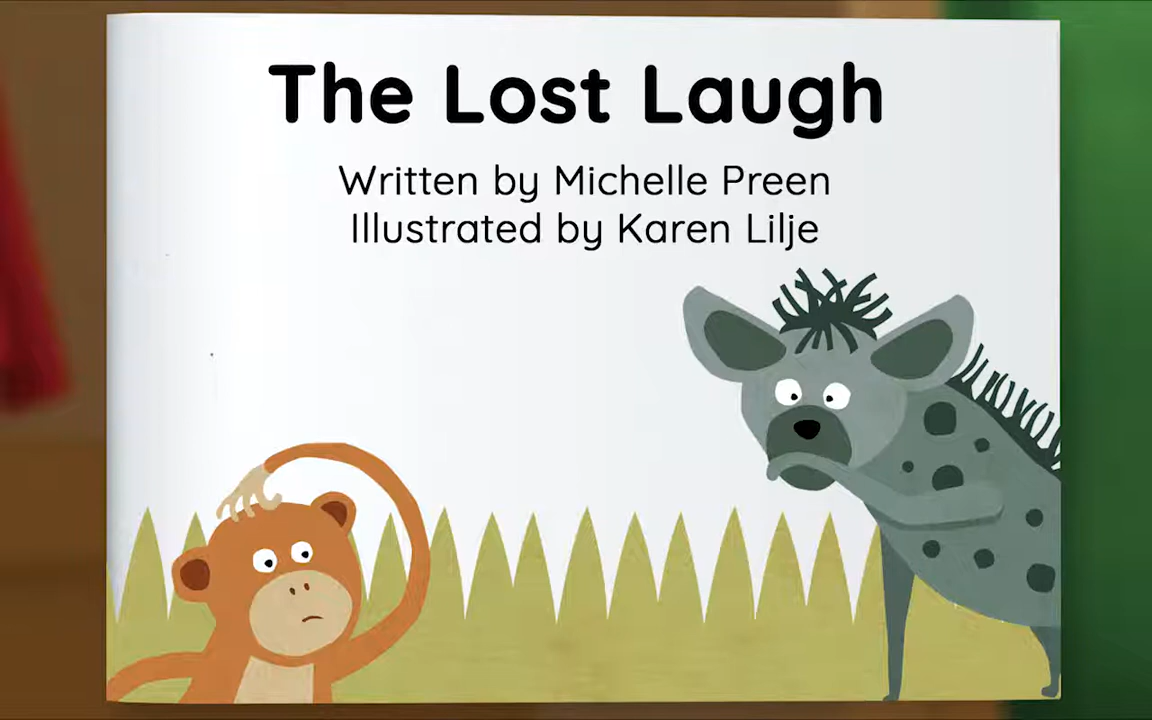 The Lost Laugh
Written by Michelle Preen
Illustrated by Karen Lilje